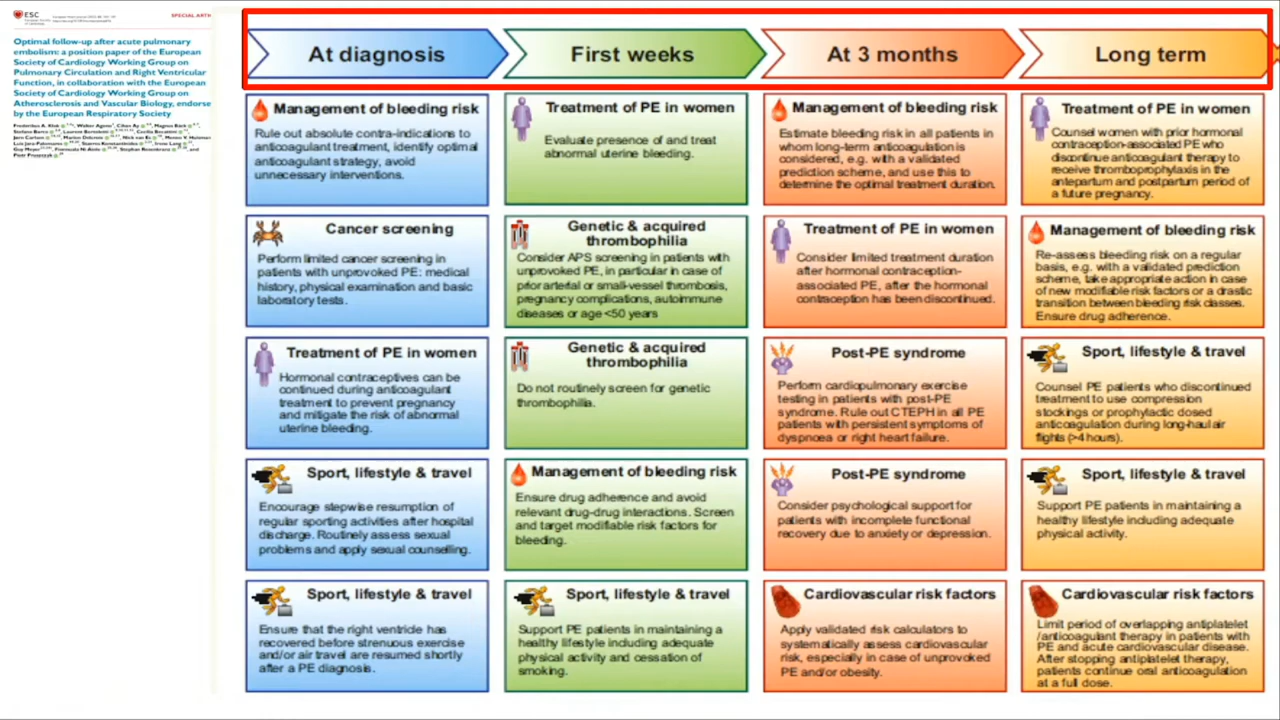 ESC
SPECIAL ARTI
Optimal follow-up after acute pulmonary
embolism: a position paper of the European
Society of Cardiology Working Group on
Pulmonary Circulation and Right Ventricular
Function, in collaboration with the European
Society of Cardiology Working Group on
Atherosclerosis and Vascular Biology, endorse
by the European Respiratory Society
At diagnosis
First weeks
At 3 months
Long term
Management of bleeding risk
Rule out absolute contra-indications to
anticoagulant treatment, identify optimal
anticoagulant strategy, avoid
unnecessary interventions.
Treatment of PE in women
Evaluate presence of and treat
abnormal uterine bleeding.
Management of bleeding risk
Estimate bleeding risk in all patients in
whom long-term anticoagulation is
considered, e.g. with a validated
prediction scheme, and use this to
determine the optimal treatment duration.
Treatment of PE in women
Counsel women with prior hormonal
contraception-associated PE who
discontinue anticoagulant therapy to
receive thromboprophylaxis in the
antepartum and postpartum period of
a future pregnancy.
Cancer screening
Perform limited cancer screening in
patients with unprovoked PE: medical
history, physical examination and basic
laboratory tests.
Genetic & acquired
thrombophilia
Consider APS screening in patients with
unprovoked PE, in particular in case of
prior arterial or small-vessel thrombosis,
pregnancy complications, autoimmune
diseases or age <50 years
Treatment of PE in women
Consider limited treatment duration
after hormonal contraception-
associated PE, after the hormonal
contraception has been discontinued.
Management of bleeding risk
Re-assess bleeding risk on a regular
basis, e.g. with a validated prediction
scheme, take appropriate action in case
of new modifiable risk factors or a drastic
transition between bleeding risk classes.
Ensure drug adherence.
Treatment of PE in women
Hormonal contraceptives can be
continued during anticoagulant
treatment to prevent pregnancy
and mitigate the risk of abnormal
uterine bleeding.
Genetic & acquired
thrombophilia
Do not routinely screen for genetic
thrombophilia.
Post-PE syndrome
Perform cardiopulmonary exercise
testing in patients with post-PE
syndrome. Rule out CTEPH in all PE
patients with persistent symptoms of
dyspnoea or right heart failure.
Sport, lifestyle & travel
Counsel PE patients who discontinued
treatment to use compression
stockings or prophylactic dosed
anticoagulation during long-haul air
flights (>4 hours).
Sport, lifestyle & travel
Encourage stepwise resumption of
regular sporting activities after hospital
discharge. Routinely assess sexual
problems and apply sexual counselling.
Management of bleeding risk
Ensure drug adherence and avoid
relevant drug-drug interactions. Screen
and target modifiable risk factors for
bleeding.
Post-PE syndrome
Consider psychological support for
patients with incomplete functional
recovery due to anxiety or depression.
Sport, lifestyle & travel
Support PE patients in maintaining a
healthy lifestyle including adequate
physical activity.
Sport, lifestyle & travel
Ensure that the right ventricle has
recovered before strenuous exercise
and/or air travel are resumed shortly
after a PE diagnosis.
Sport, lifestyle & travel
Support PE patients in maintaining a
healthy lifestyle including adequate
physical activity and cessation of
smoking.
Cardiovascular risk factors
Apply validated risk calculators to
systematically assess cardiovascular
risk, especially in case of unprovoked
PE and/or obesity.
Cardiovascular risk factors
Limit period of overlapping antiplatelet
/anticoagulant therapy in patients with
PE and acute cardiovascular disease.
After stopping antiplatelet therapy,
patients continue oral anticoagulation
at a full dose.